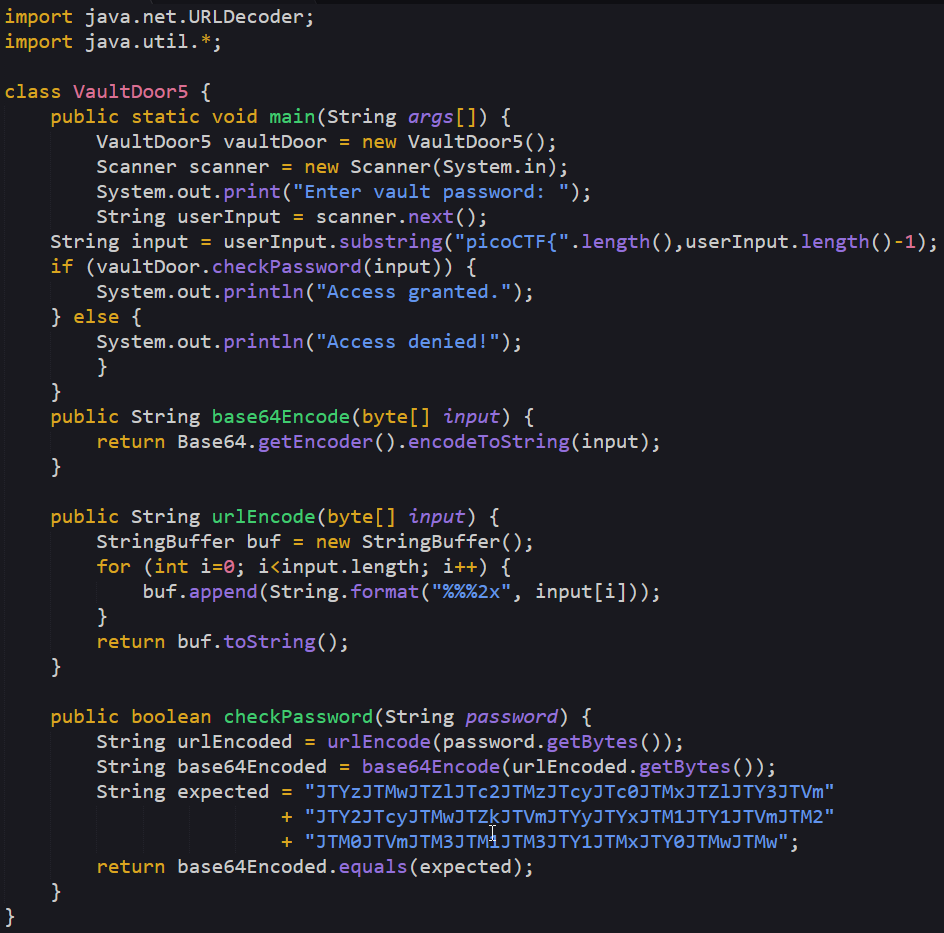 import java.net.URLDecoder;
import java.util.*;

class VaultDoor5 {
    public static void main(String args[]) {
        VaultDoor5 vaultDoor = new VaultDoor5();
        Scanner scanner = new Scanner(System.in);
        System.out.print("Enter vault password: ");
        String userInput = scanner.next();
    String input = userInput.substring("picoCTF{".length(),userInput.length()-1);
    if (vaultDoor.checkPassword(input)) {
        System.out.println("Access granted.");
    } else {
        System.out.println("Access denied!");
        }
    }
    public String base64Encode(byte[] input) {
        return Base64.getEncoder().encodeToString(input);
    }

    public String urlEncode(byte[] input) {
        StringBuffer buf = new StringBuffer();
        for (int i=0; i<input.length; i++) {
            buf.append(String.format("%%%2x", input[i]));
        }
        return buf.toString();
    }

    public boolean checkPassword(String password) {
        String urlEncoded = urlEncode(password.getBytes());
        String base64Encoded = base64Encode(urlEncoded.getBytes());
        String expected = "JTYzJTMwJTZlJTc2JTMzJTcyJTc0JTMxJTZlJTY3JTVm"
                        + "JTY2JTcyJTMwJTZkJTVmJTYyJTYxJTM1JTY1JTVmJTM2"
                        + "JTM0JTVmJTM3JTM1JTM3JTY1JTMxJTY0JTMwJTMw";
        return base64Encoded.equals(expected);
    }
}